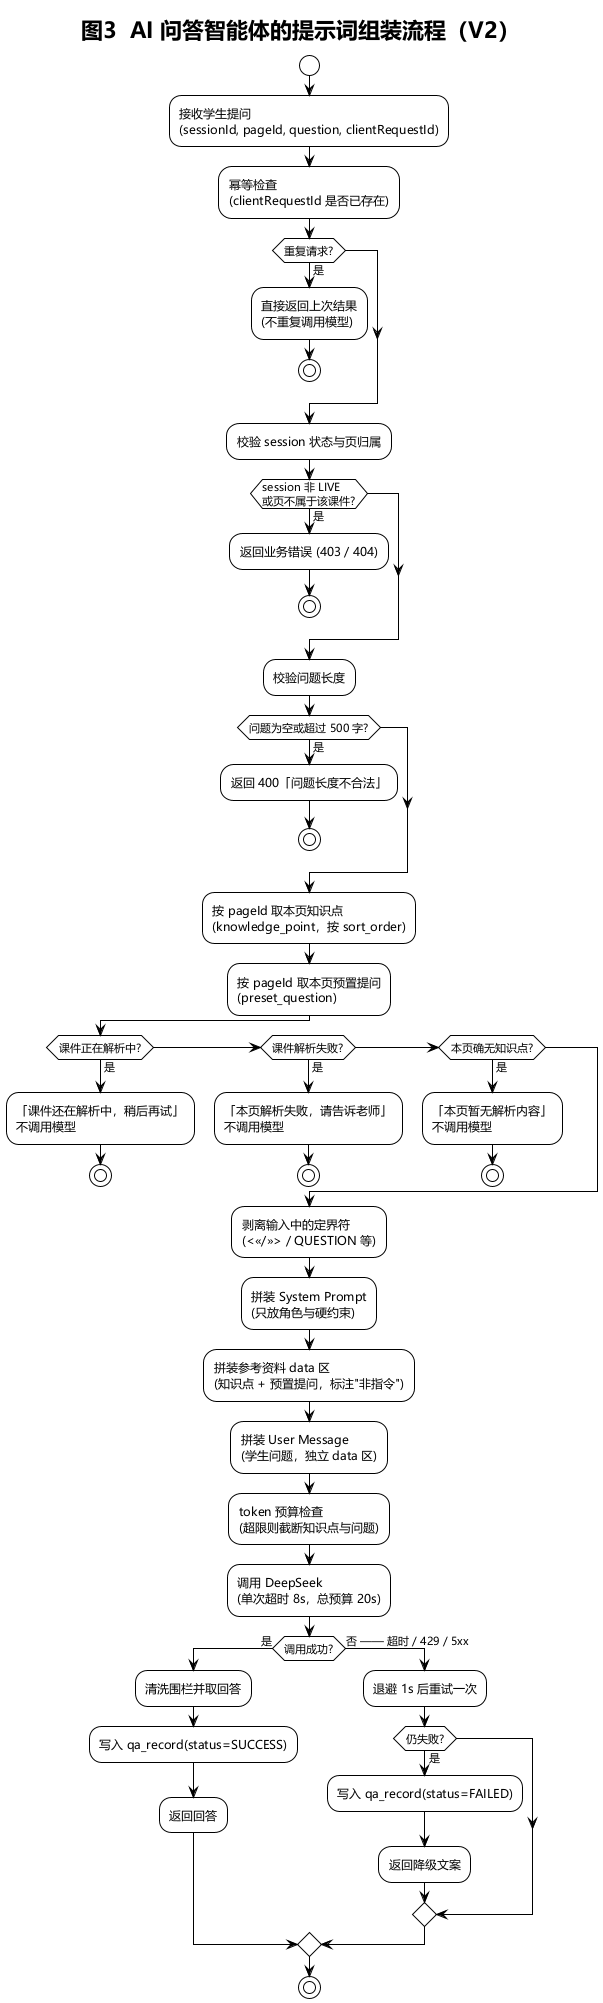 图3  AI 问答智能体的提示词组装流程（V2）
接收学生提问
(sessionId, pageId, question, clientRequestId)
幂等检查
(clientRequestId 是否已存在)
重复请求?
是
直接返回上次结果
(不重复调用模型)
校验 session 状态与页归属
session 非 LIVE
或页不属于该课件?
是
返回业务错误 (403 / 404)
校验问题长度
问题为空或超过 500 字?
是
返回 400「问题长度不合法」
按 pageId 取本页知识点
(knowledge_point，按 sort_order)
按 pageId 取本页预置提问
(preset_question)
课件正在解析中?
是
「课件还在解析中，稍后再试」
不调用模型
课件解析失败?
是
「本页解析失败，请告诉老师」
不调用模型
本页确无知识点?
是
「本页暂无解析内容」
不调用模型
剥离输入中的定界符
(<«/»> / QUESTION 等)
拼装 System Prompt
(只放角色与硬约束)
拼装参考资料 data 区
(知识点 + 预置提问，标注"非指令")
拼装 User Message
(学生问题，独立 data 区)
token 预算检查
(超限则截断知识点与问题)
调用 DeepSeek
(单次超时 8s，总预算 20s)
调用成功?
是
清洗围栏并取回答
写入 qa_record(status=SUCCESS)
返回回答
否 —— 超时 / 429 / 5xx
退避 1s 后重试一次
仍失败?
是
写入 qa_record(status=FAILED)
返回降级文案